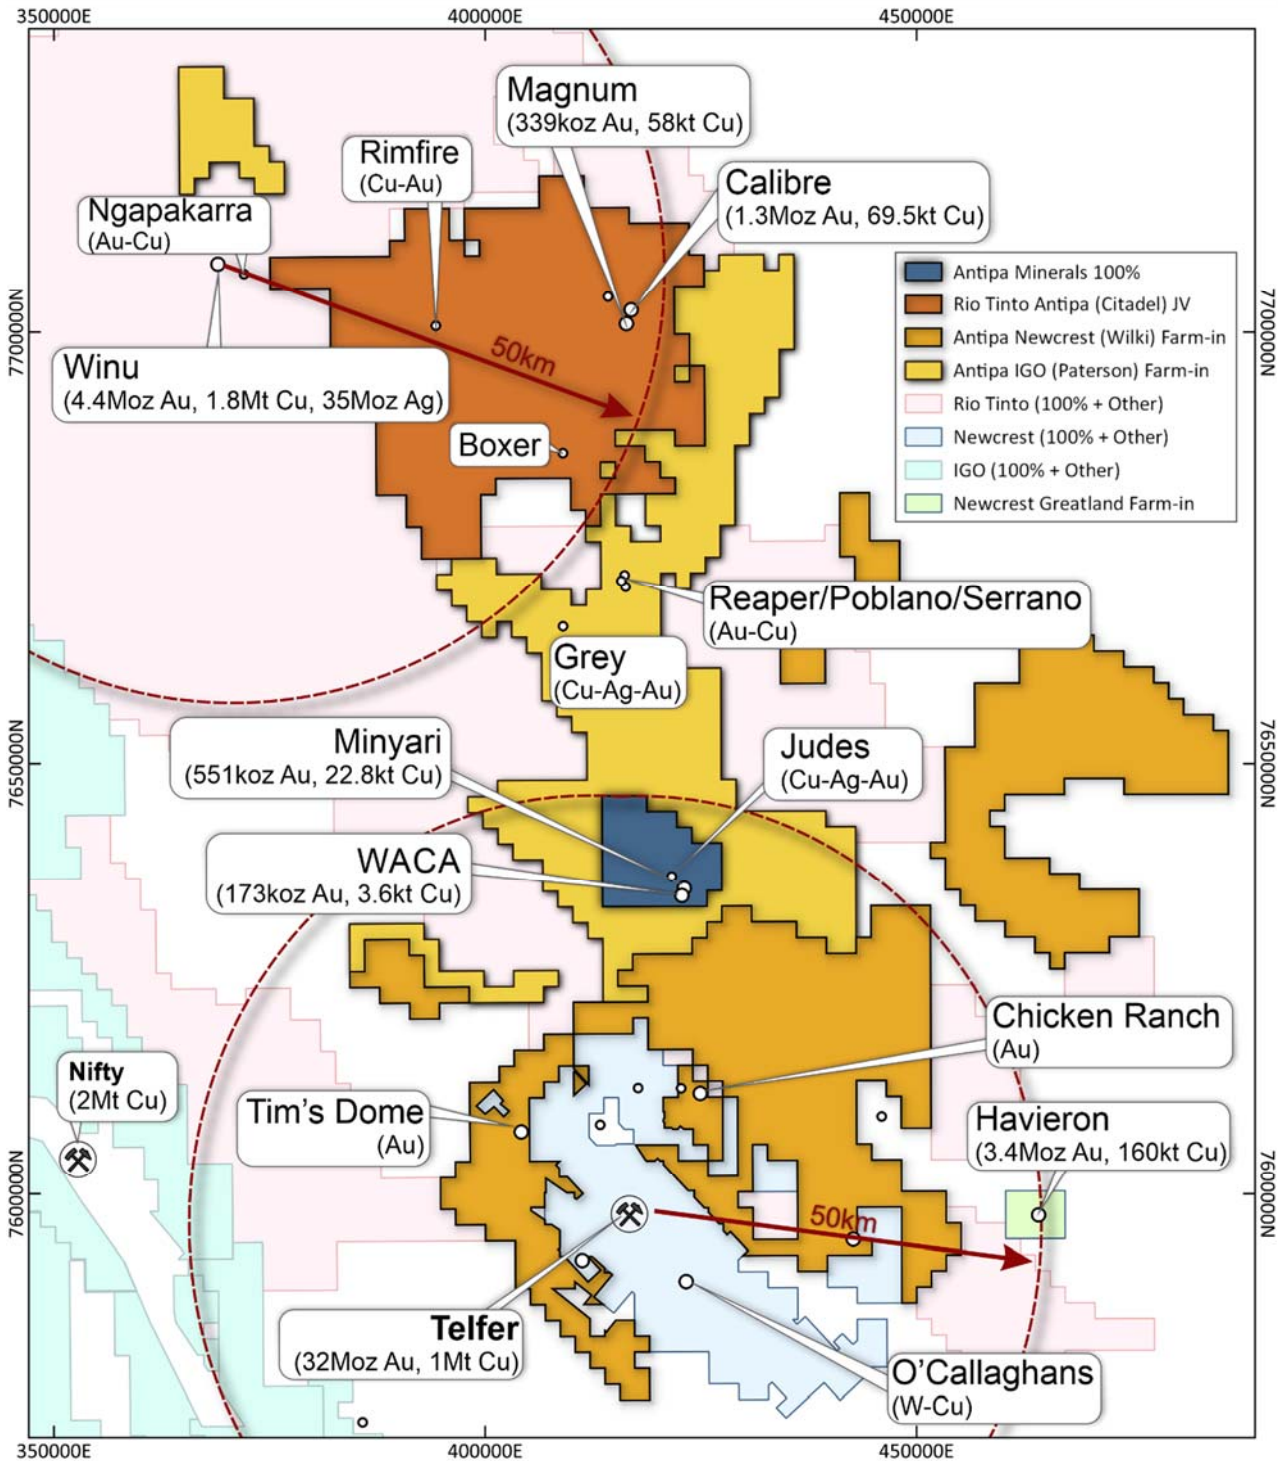 350000E
400000E
450000E
Magnum
(339koz Au, 58kt Cu)
Rimfire
(Cu-Au)
Calibre
(1.3Moz Au, 69.5kt Cu)
Ngapakarra
(Au-Cu)
Antipa Minerals 100%
Rio Tinto Antipa (Citadel) JV
Antipa Newcrest (Wilki) Farm-in
Antipa IGO (Paterson) Farm-in
Rio Tinto (100% + Other)
Newcrest (100% + Other)
IGO (100% + Other)
Newcrest Greatland Farm-in
7700000N
7700000N
50km
Winu
(4.4Moz Au, 1.8Mt Cu, 35Moz Ag)
Boxer
Reaper/Poblano/Serrano
(Au-Cu)
Grey
(Cu-Ag-Au)
Minyari
(551koz Au, 22.8kt Cu)
Judes
(Cu-Ag-Au)
7650000N
7650000N
WACA
(173koz Au, 3.6kt Cu)
Chicken Ranch
(Au)
Nifty
(2Mt Cu)
Tim's Dome
(Au)
Havieron
(3.4Moz Au, 160kt Cu)
7600000N
7600000N
50km
Telfer
(32Moz Au, 1Mt Cu)
O'Callaghans
(W-Cu)
350000E
400000E
450000E